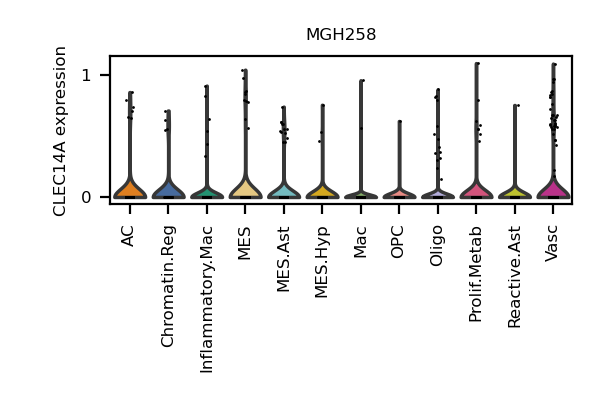 MGH258
CLEC14A expression
1
0
AC
Chromatin.Reg
Inflammatory.Mac
MES
MES.Ast
MES.Hyp
Mac
OPC
Oligo
Prolif.Metab
Reactive.Ast
Vasc